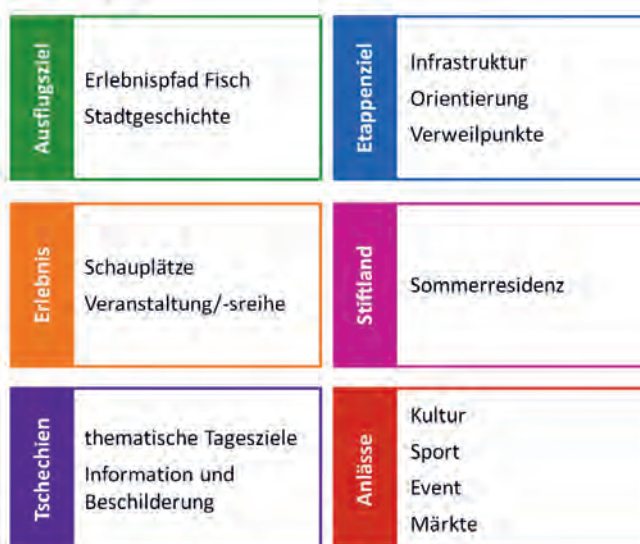 Ausflugsziel
Erlebnispfad Fisch
Stadtgeschichte
Etappenziel
Infrastruktur
Orientierung
Verweilpunkte
Erlebnis
Schauplätze
Veranstaltung/-sreihe
Stiftland
Sommerresidenz
Tschechien
thematische Tagesziele
Information und
Beschilderung
Anlässe
Kultur
Sport
Event
Märkte